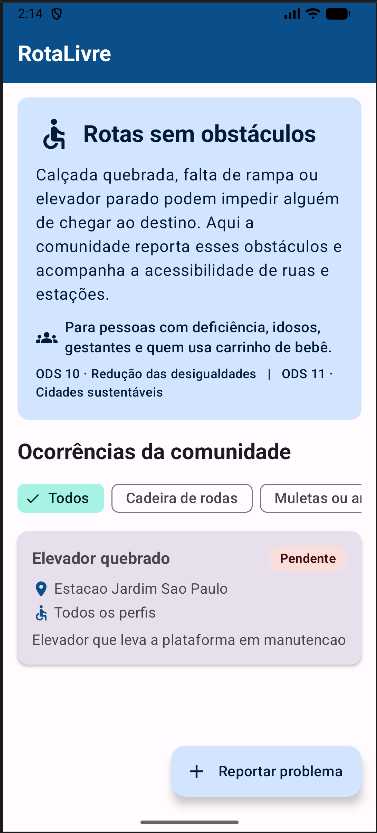 2:14
RotaLivre
Rotas sem obstáculos
Calçada quebrada, falta de rampa ou
elevador parado podem impedir alguém
de chegar ao destino. Aqui a
comunidade reporta esses obstáculos e
acompanha a acessibilidade de ruas e
estações.
Para pessoas com deficiência, idosos,
gestantes e quem usa carrinho de bebê.
ODS 10 · Redução das desigualdades | ODS 11 ·
Cidades sustentáveis
Ocorrências da comunidade
Todos Cadeira de rodas Muletas ou
Elevador quebrado Pendente
Estacao Jardim Sao Paulo
Todos os perfis
Elevador que leva a plataforma em manutencao
Reportar problema